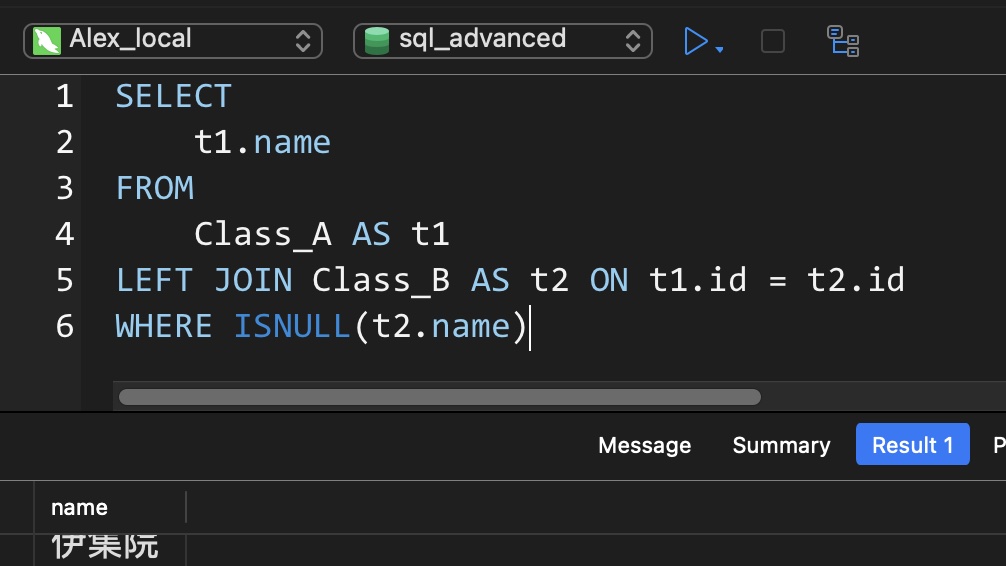 Alex_local sql_advanced
1 SELECT
2 t1.name
3 FROM
4 Class_A AS t1
5 LEFT JOIN Class_B AS t2 ON t1.id = t2.id
6 WHERE ISNULL(t2.name)
Message Summary Result 1 P
name
伊集院